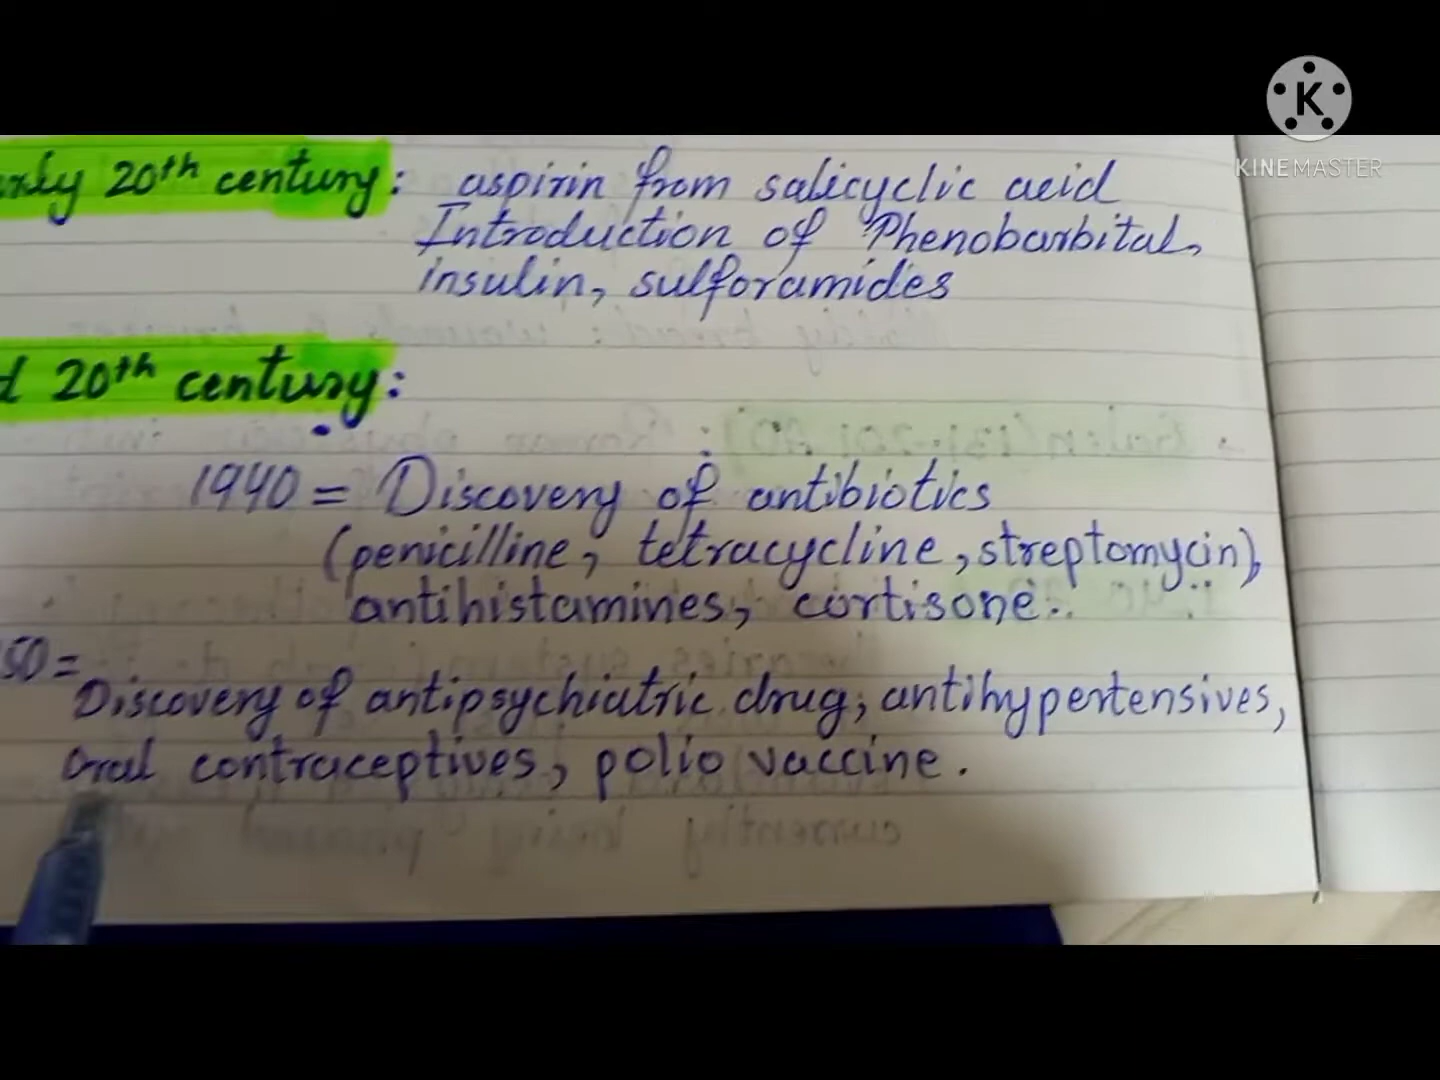 K
KINEMASTER
20th century: aspirin from salicyclic acid
Introduction of Phenobarbital,
insulin, sulforamides
20th century:
1940 = Discovery of antibiotics
(penicilline, tetracycline, streptomycin),
antihistamines, cortisone.
50=
Discovery of antipsychiatric drug, antihypertensives,
oral contraceptives, polio vaccine.